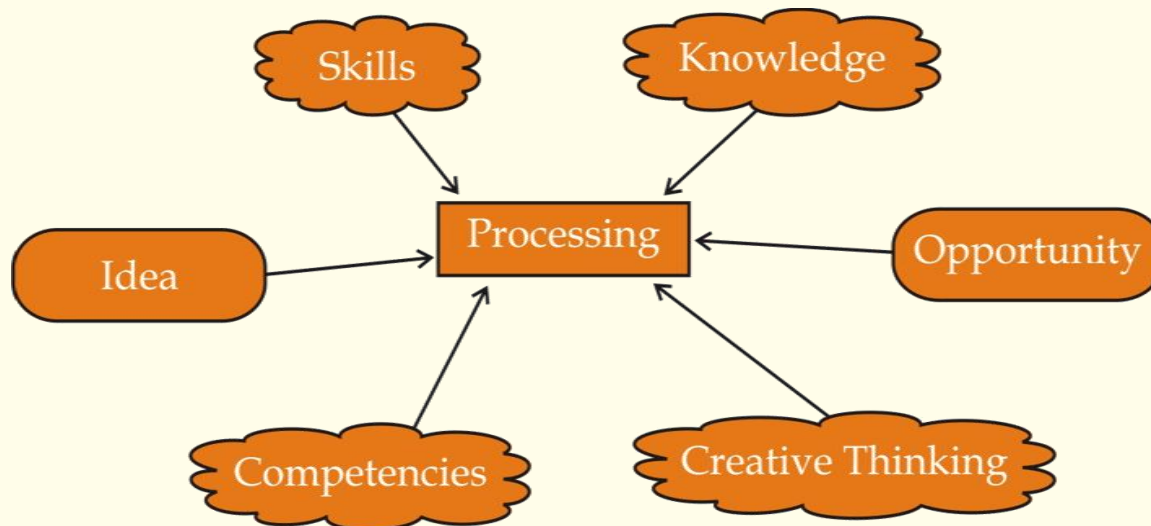 Skills
Knowledge
Processing
Idea
Opportunity
Competencies
Creative Thinking